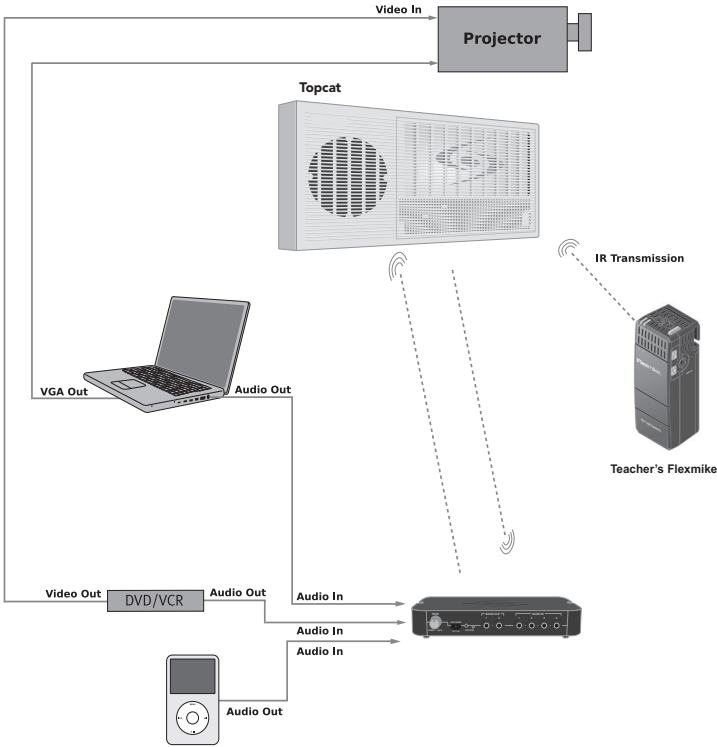 Video In
Projector
Topcat
IR Transmission
VGA Out
Audio Out
Teacher's Flexmike
Video Out
DVD/VCR
Audio Out
Audio In
Audio In
Audio In
Audio Out